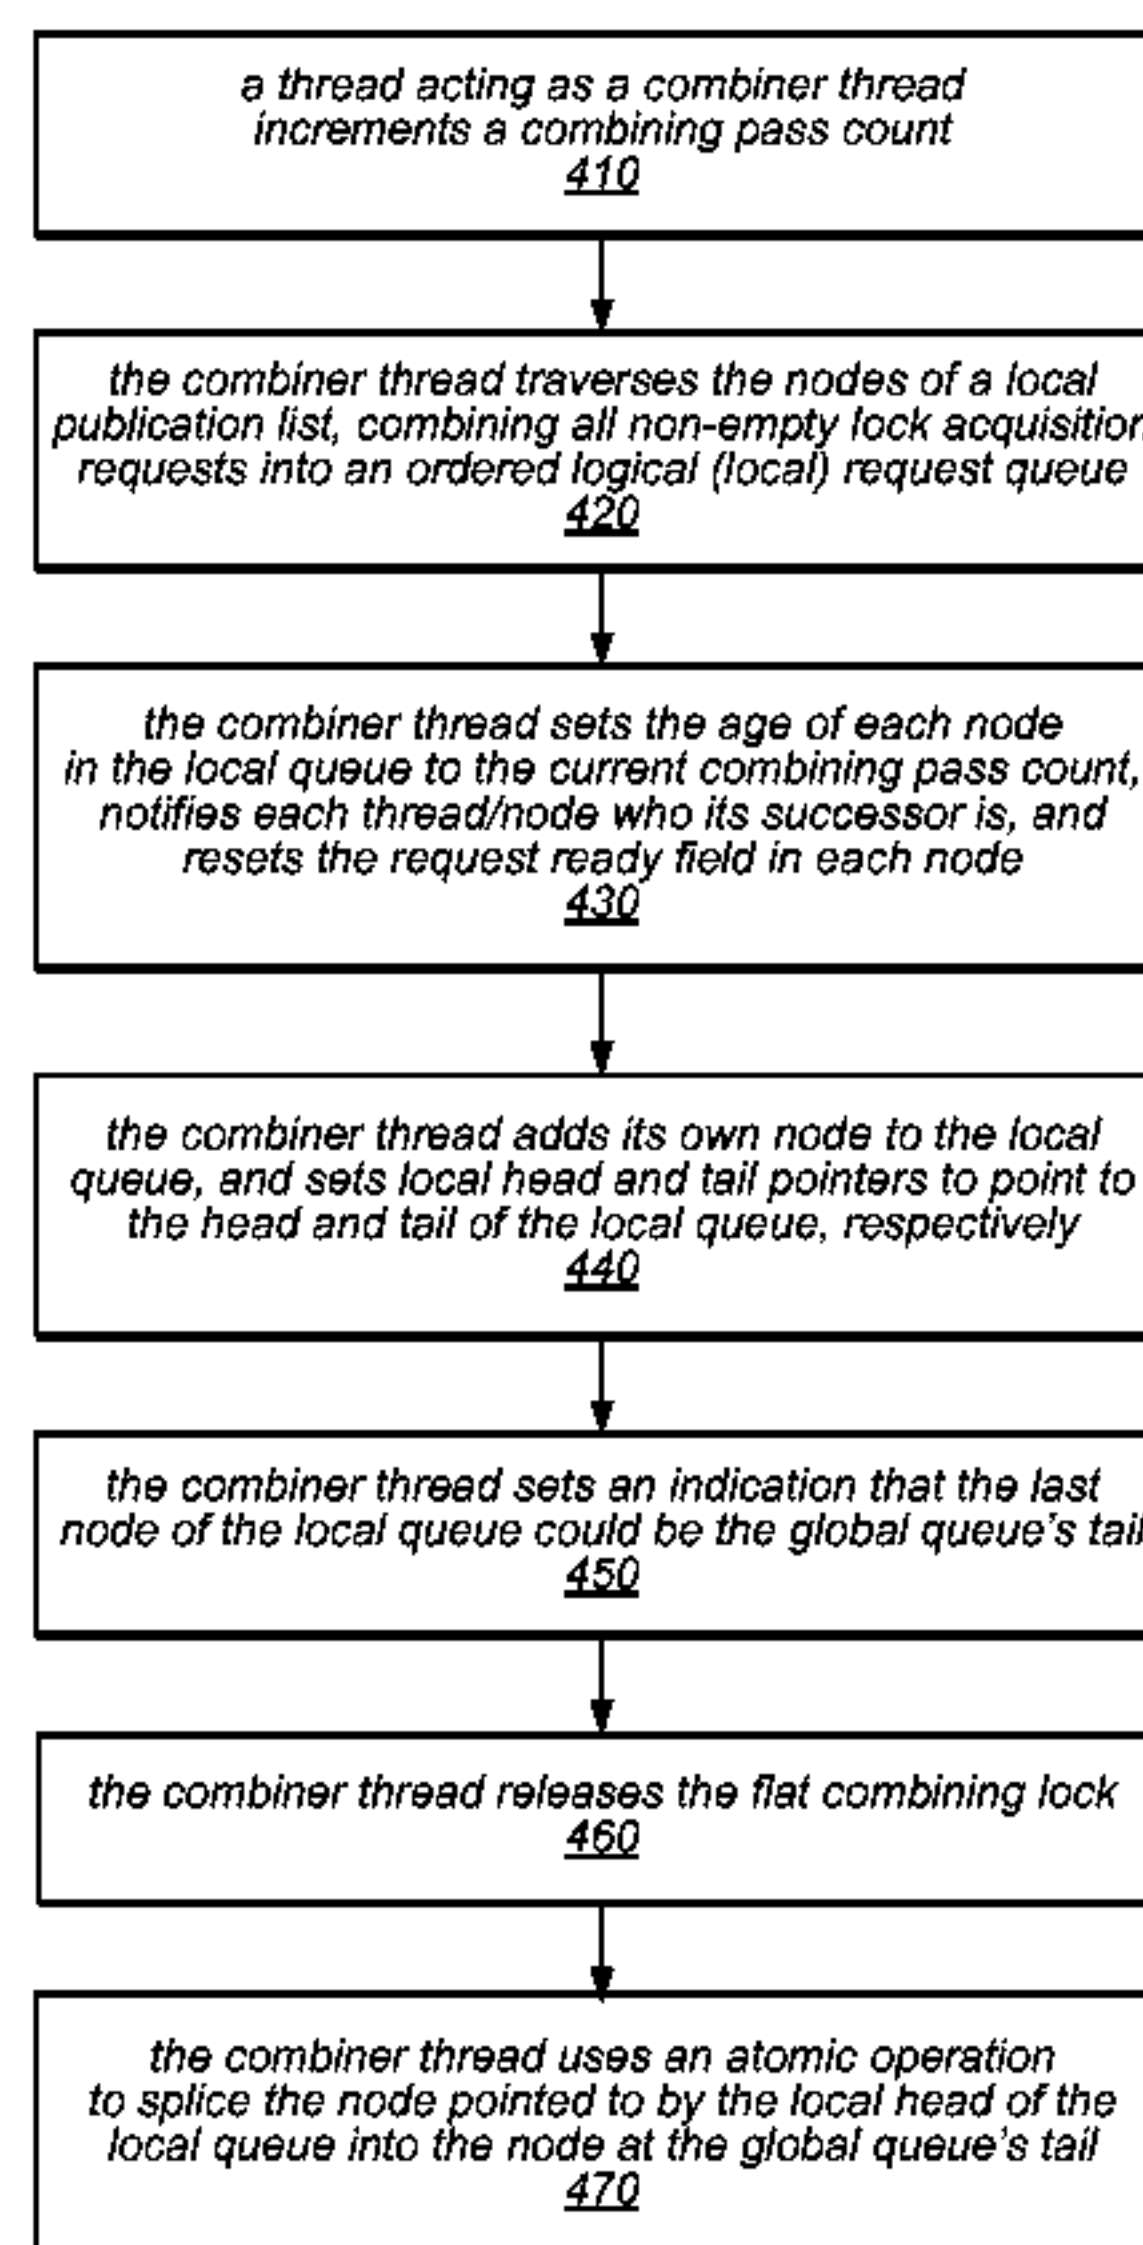 a thread acting as a combiner thread
increments a combining pass count
410
the combiner thread traverses the nodes of a local
publication list, combining all non-empty lock acquisition
requests into an ordered logical (local) request queue
420
the combiner thread sets the age of each node
in the local queue to the current combining pass count,
notifies each thread/node who its successor is, and
resets the request ready field in each node
430
the combiner thread adds its own node to the local
queue, and sets local head and tail pointers to point to
the head and tail of the local queue, respectively
440
the combiner thread sets an indication that the last
node of the local queue could be the global queue's tail
450
the combiner thread releases the flat combining lock
460
the combiner thread uses an atomic operation
to splice the node pointed to by the local head of the
local queue into the node at the global queue's tail
470